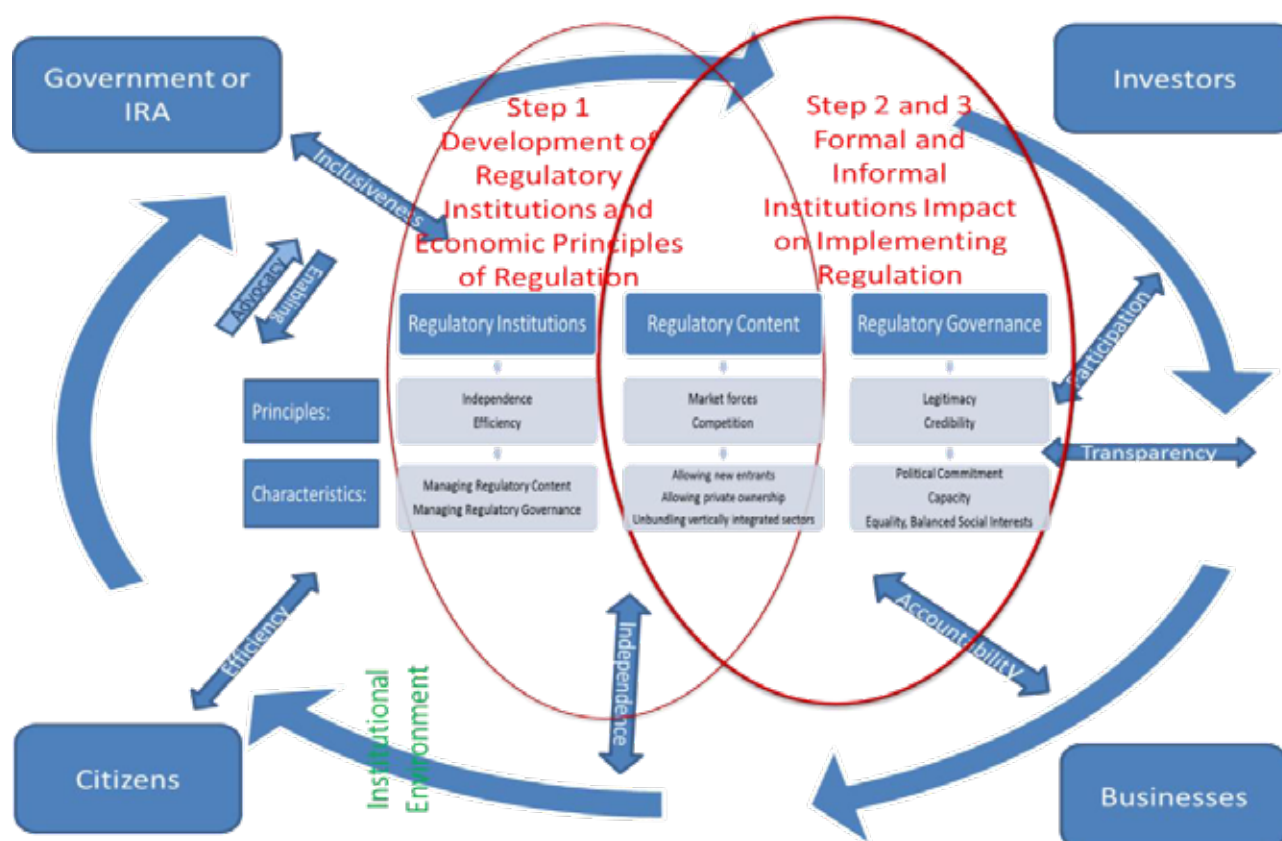 Government or
IRA
Investors
Step 1
Development of
Regulatory
Institutions and
Economic Principles
of Regulation
Step 2 and 3
Formal and
Informal
Institutions Impact
on Implementing
Regulation
Inclusiveness
Advocacy
Enabling
Participation
Transparency
Regulatory Institutions
Regulatory Content
Regulatory Governance
Principles:
Independence
Efficiency
Market forces
Competition
Legitimacy
Credibility
Characteristics:
Managing Regulatory Content
Managing Regulatory Governance
Allowing new entrants
Allowing private ownership
Unbundling vertically integrated sectors
Political Commitment
Capacity
Equality, Balanced Social Interests
Efficiency
Institutional
Environment
Independence
Accountability
Citizens
Businesses